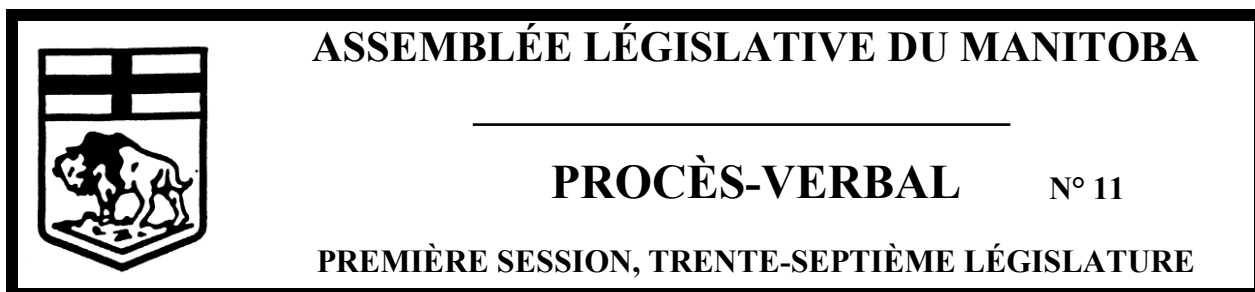 ASSEMBLÉE LÉGISLATIVE DU MANITOBA
PROCÈS-VERBAL N° 11
PREMIÈRE SESSION, TRENTE-SEPTIÈME LÉGISLATURE